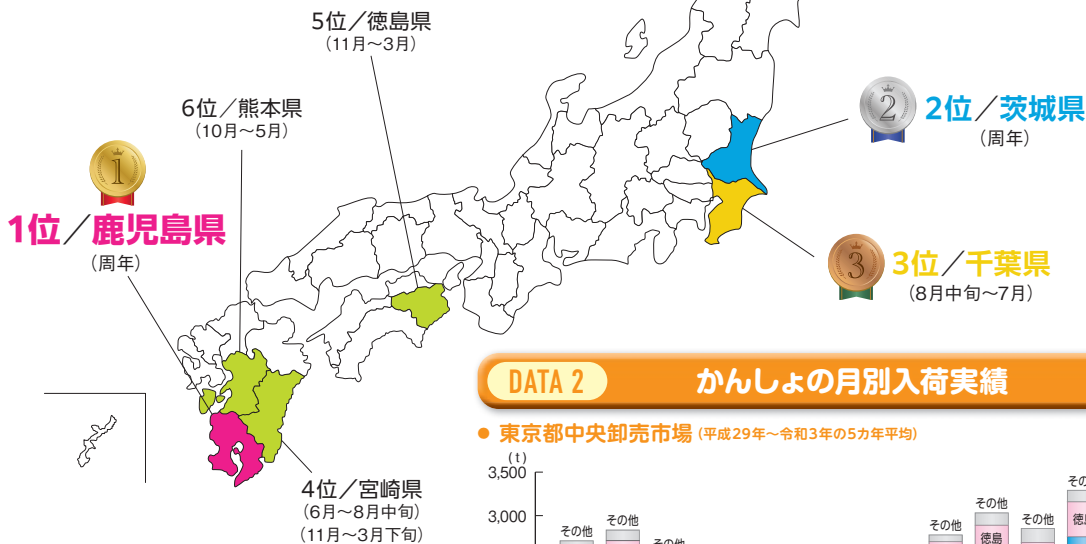 5位／徳島県
（11月〜3月）
6位／熊本県
（10月〜5月）
1
1位／鹿児島県
（周年）
2
2位／茨城県
（周年）
3
3位／千葉県
（8月中旬〜7月）
4位／宮崎県
（6月〜8月中旬）
（11月〜3月下旬）
DATA 2 かんしょの月別入荷実績
● 東京都中央卸売市場（平成29年〜令和3年の5カ年平均）
（t）
3,500
3,000
その他
その他
その他
その他
その他
徳島
その他